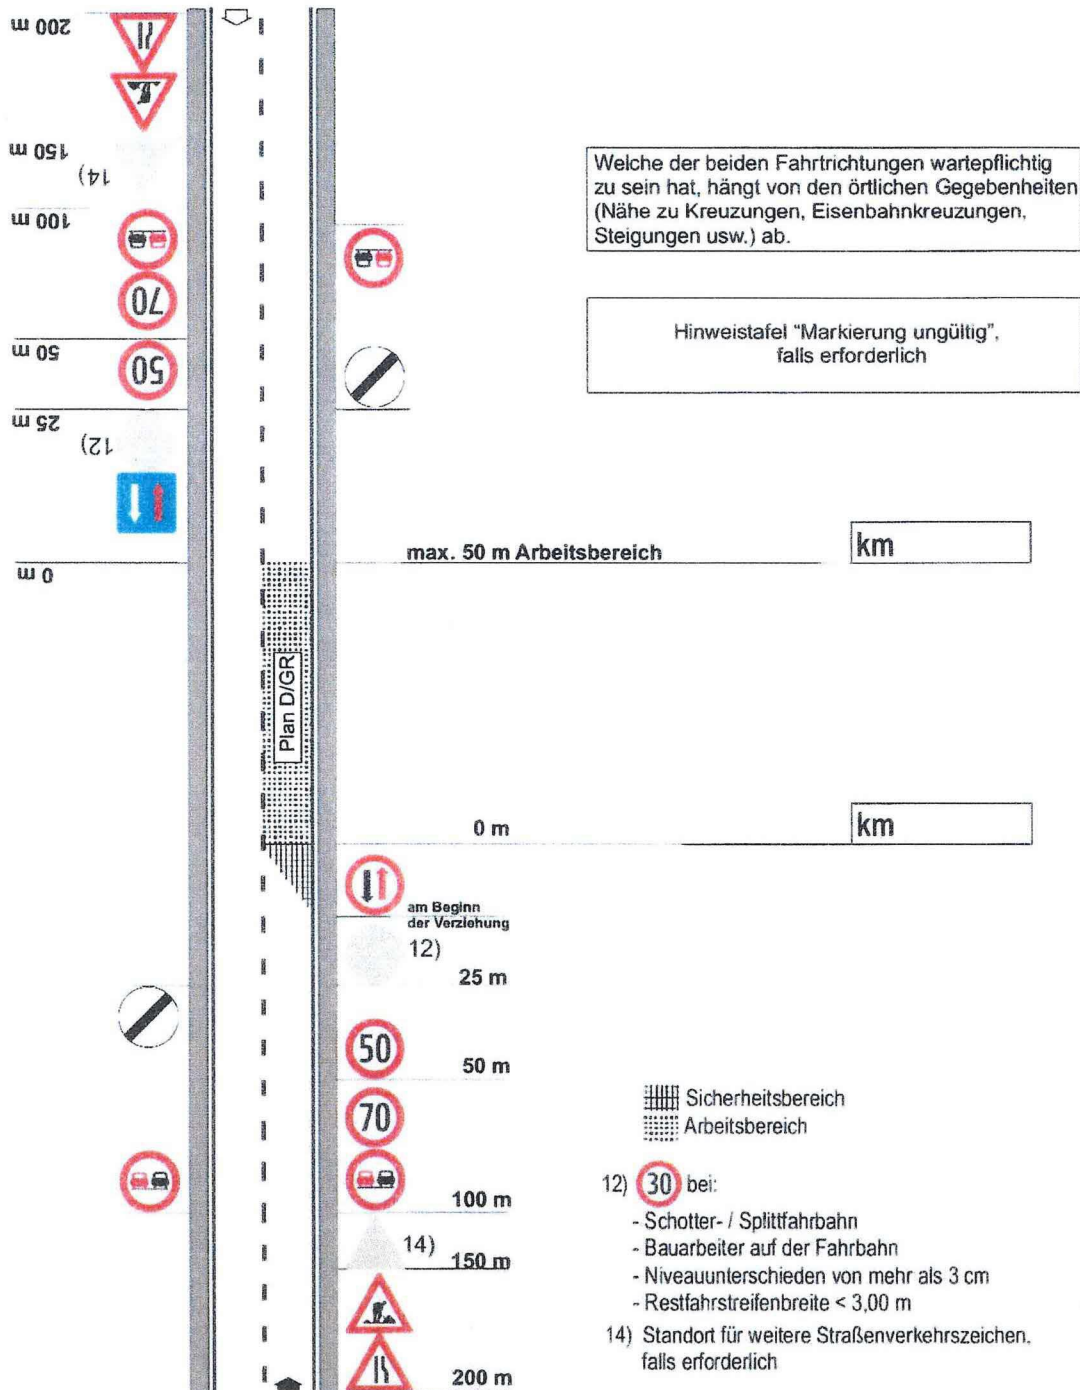 200 m
150 m
14)
100 m
70
50 m
50
25 m
12)
0 m
Welche der beiden Fahrtrichtungen wartepflichtig
zu sein hat, hängt von den örtlichen Gegebenheiten
(Nähe zu Kreuzungen, Eisenbahnkreuzungen,
Steigungen usw.) ab.
Hinweistafel “Markierung ungültig”,
falls erforderlich
max. 50 m Arbeitsbereich
km
Plan D/GR
0 m
km
am Beginn
der Verziehung
12)
25 m
50
50 m
70
100 m
14)
150 m
200 m
Sicherheitsbereich
Arbeitsbereich
12) 30 bei:
- Schotter- / Splittfahrbahn
- Bauarbeiter auf der Fahrbahn
- Niveauunterschieden von mehr als 3 cm
- Restfahrstreifenbreite < 3,00 m
14) Standort für weitere Straßenverkehrszeichen,
falls erforderlich